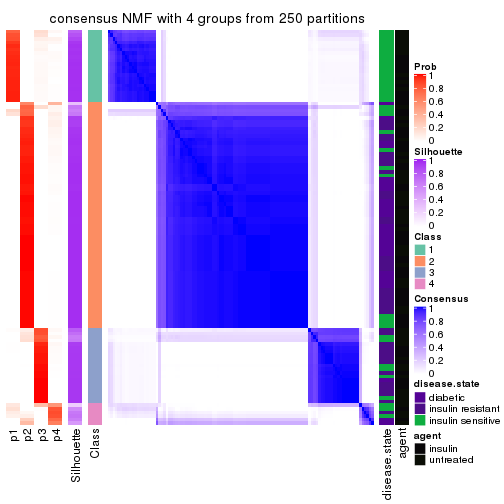 consensus NMF with 4 groups from 250 partitions
Prob
1
0.8
0.6
0.4
0.2
0
Silhouette
1
0.8
0.6
0.4
0.2
0
Class
1
2
3
4
Consensus
1
0.8
0.6
0.4
0.2
0
disease.state
diabetic
insulin resistant
insulin sensitive
agent
insulin
untreated
p1
p2
p3
p4
Silhouette
Class
disease.state
agent